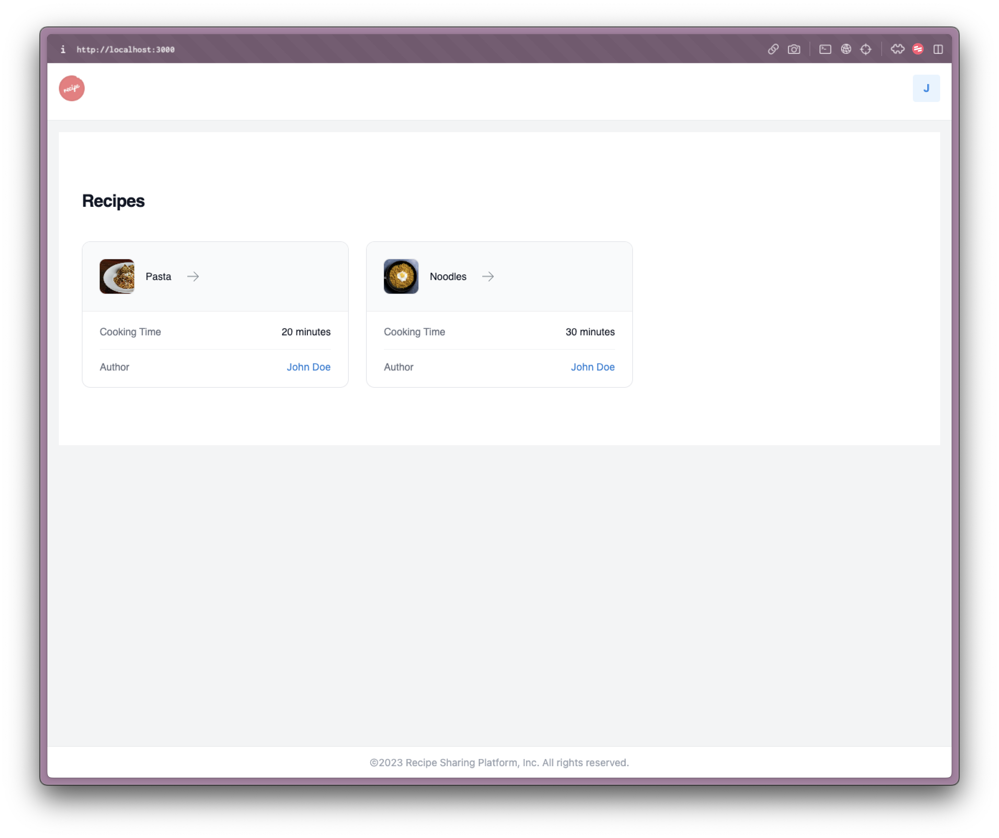 i http://localhost:3000
recipe
J
Recipes
Pasta
Noodles
Cooking Time 20 minutes
Cooking Time 30 minutes
Author John Doe
Author John Doe
©2023 Recipe Sharing Platform, Inc. All rights reserved.